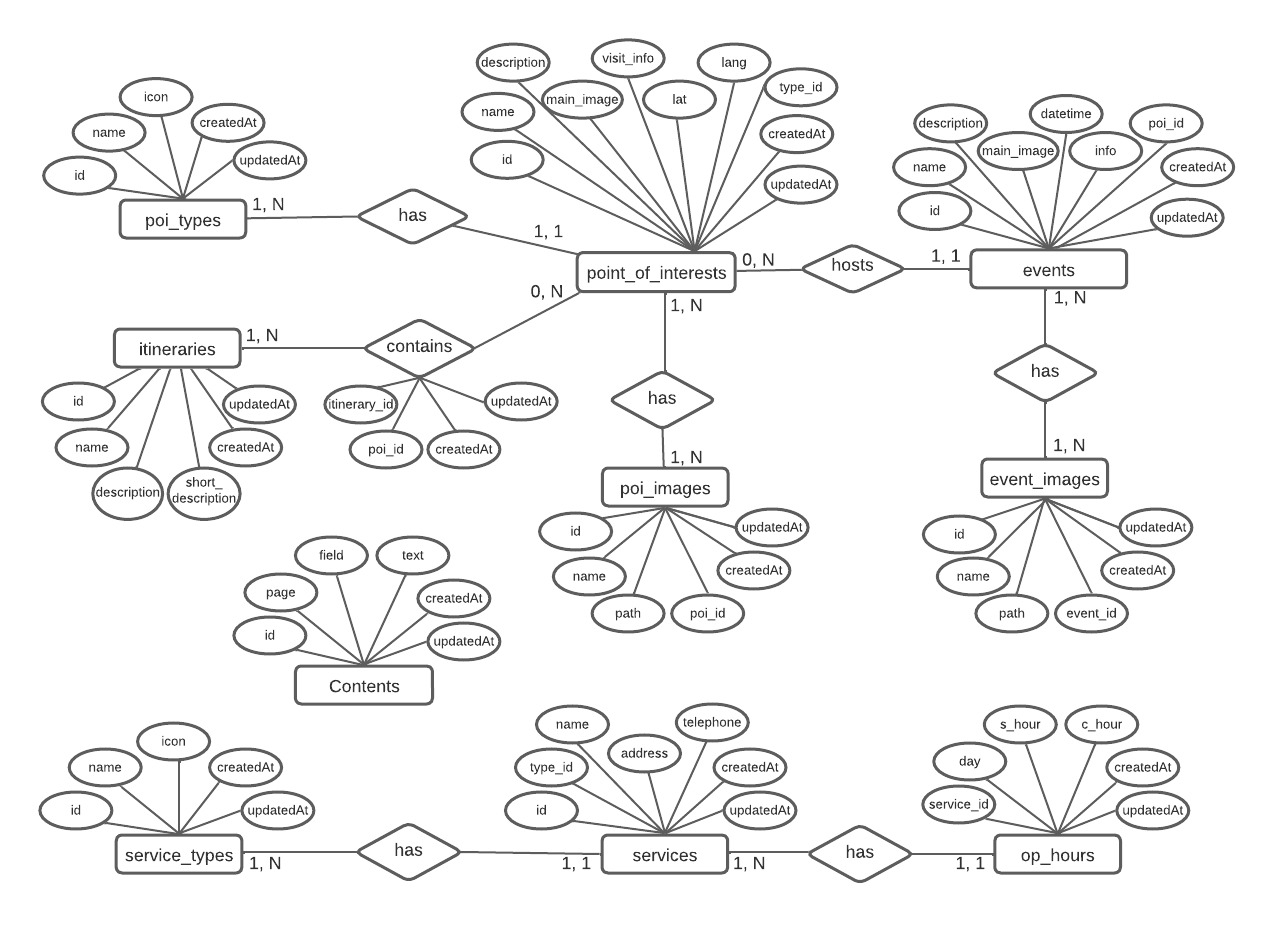 icon
name
createdAt
id
updatedAt
poi_types
1, N
has
1, 1
description
visit_info
lang
main_image
lat
type_id
name
createdAt
id
updatedAt
point_of_interests
0, N
hosts
1, 1
description
datetime
poi_id
main_image
info
name
createdAt
id
updatedAt
events
1, N
has
1, N
event_images
id
updatedAt
name
createdAt
path
event_id
0, N
contains
1, N
itineraries
id
updatedAt
name
createdAt
description
short_
description
itinerary_id
updatedAt
poi_id
createdAt
1, N
has
1, N
poi_images
id
updatedAt
name
createdAt
path
poi_id
field
text
page
createdAt
id
updatedAt
Contents
icon
name
createdAt
id
updatedAt
service_types
1, N
has
1, 1
name
telephone
address
type_id
createdAt
id
updatedAt
services
1, N
has
1, 1
s_hour
c_hour
day
createdAt
service_id
updatedAt
op_hours